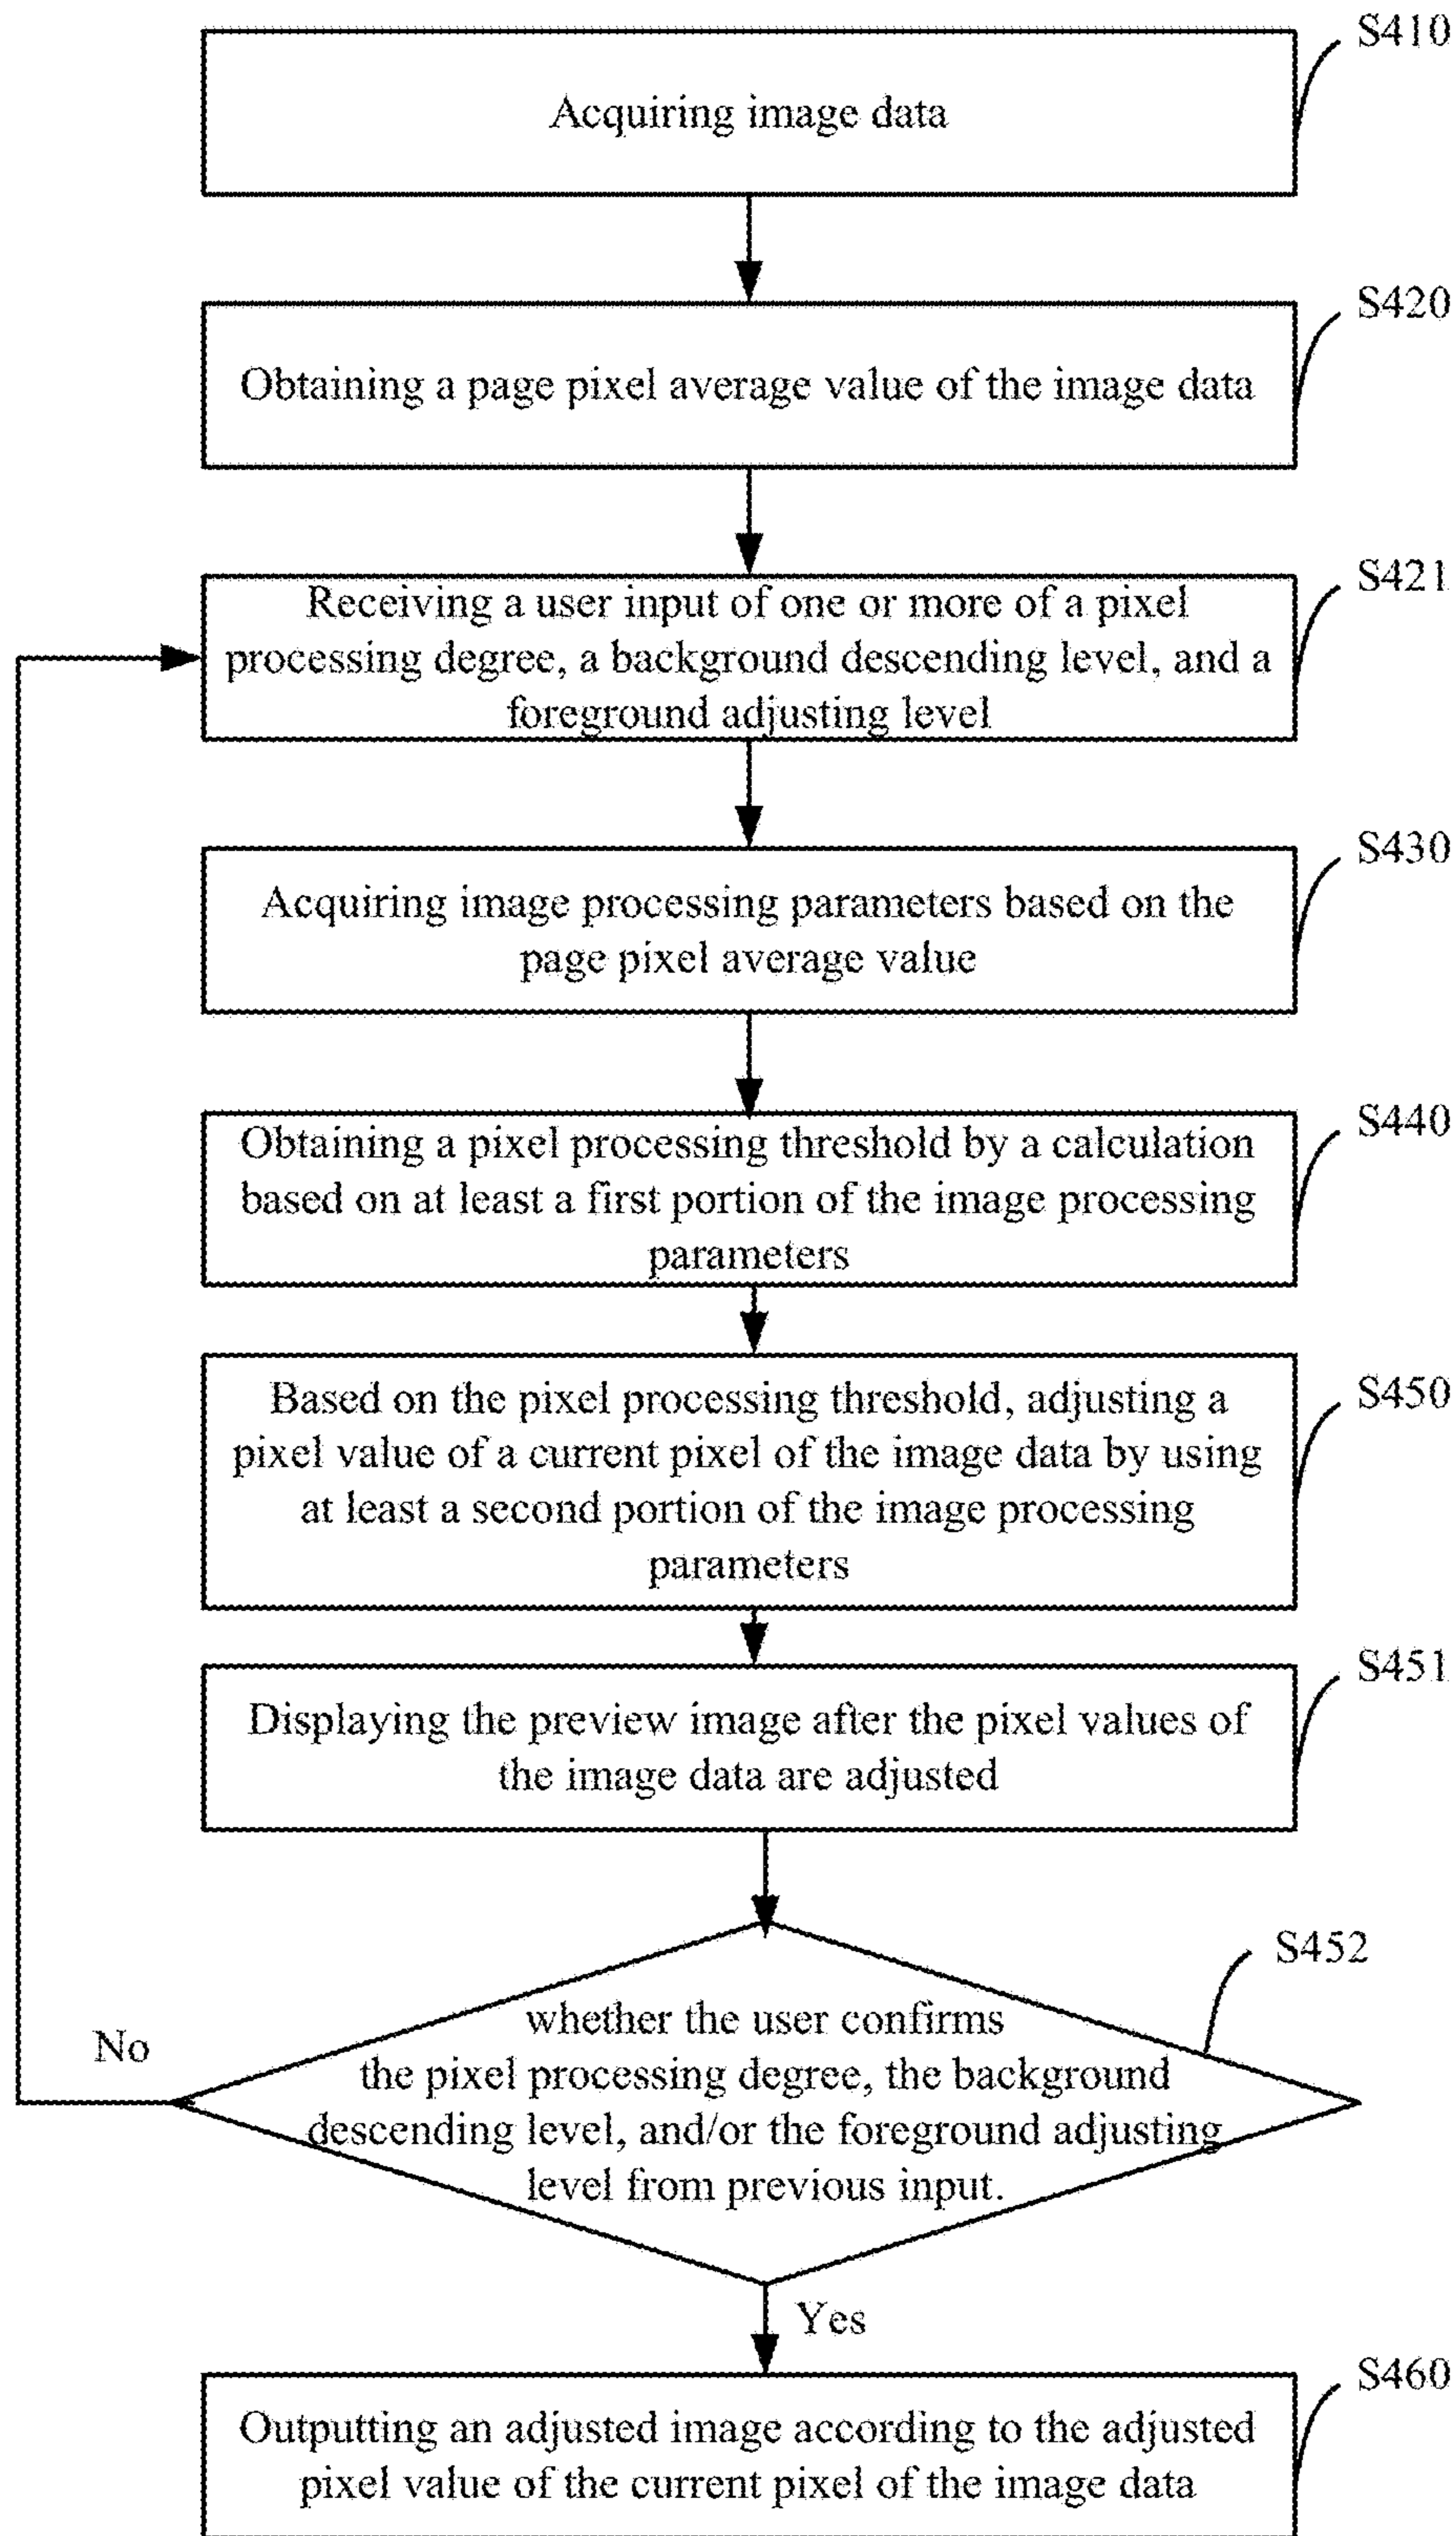 S410
Acquiring image data
S420
Obtaining a page pixel average value of the image data
S421
Receiving a user input of one or more of a pixel
processing degree, a background descending level, and a
foreground adjusting level
S430
Acquiring image processing parameters based on the
page pixel average value
S440
Obtaining a pixel processing threshold by a calculation
based on at least a first portion of the image processing
parameters
S450
Based on the pixel processing threshold, adjusting a
pixel value of a current pixel of the image data by using
at least a second portion of the image processing
parameters
S451
Displaying the preview image after the pixel values of
the image data are adjusted
S452
whether the user confirms
the pixel processing degree, the background
descending level, and/or the foreground adjusting
level from previous input.
No
Yes
S460
Outputting an adjusted image according to the adjusted
pixel value of the current pixel of the image data